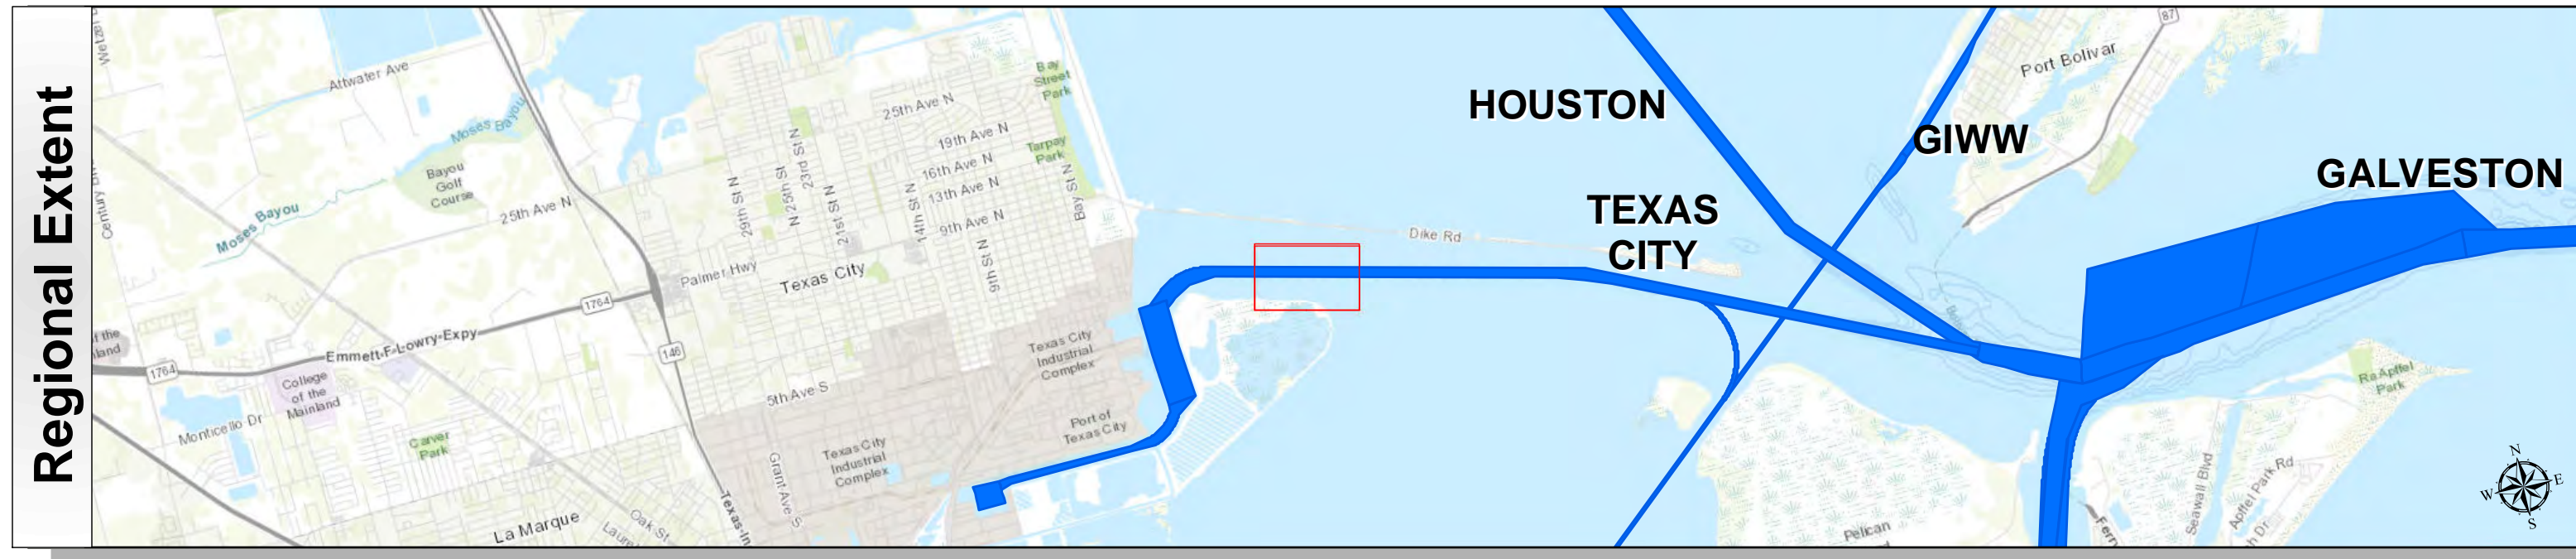 Regional Extent
HOUSTON
GIWW
GALVESTON
TEXAS
CITY
Port Bolivar
87
Attwater Ave
Moses Bayou
Bayou
Golf
Course
Moses Bayou
25th Ave N
Bay
Street
Park
25th Ave N
19th Ave N
16th Ave N
13th Ave N
9th Ave N
Tarpay
Park
29th St N
N 25th St
23rd St N
21st St N
14th St N
9th St N
Bay St N
Dike Rd
Palmer Hwy
Texas City
1764
1764
146
Emmett-F-Lowry-Expy
College
of the
Mainland
Monticello Dr
Carver
Park
5th Ave S
Texas City
Industrial
Complex
Port of
Texas City
Texas City
Industrial
Complex
Grant Ave S
La Marque
Oak St
Pelican
Seawall Blvd
Apffel Park Rd
Ra Apffel
Park
N
W
E
S